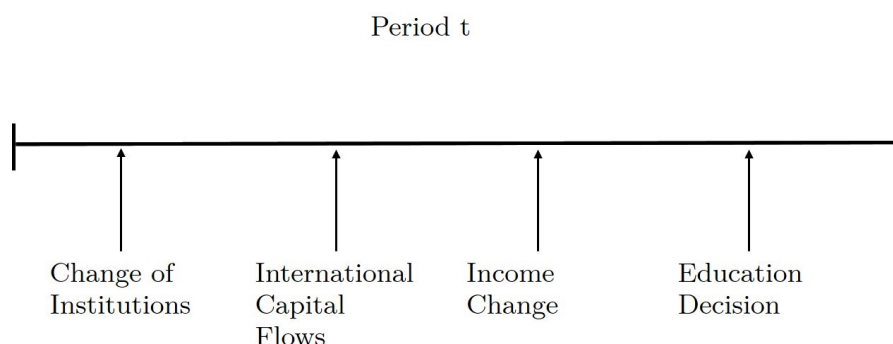 Period t
Change of
Institutions
International
Capital
Flows
Income
Change
Education
Decision